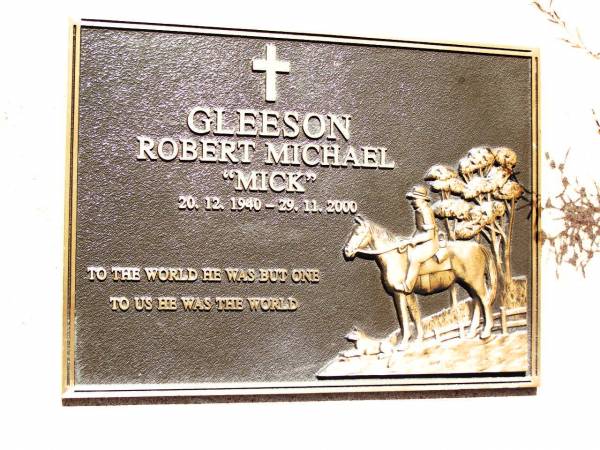 GLEESON
ROBERT MICHAEL
"MICK"
20. 12. 1940 – 29. 11. 2000
TO THE WORLD HE WAS BUT ONE
TO US HE WAS THE WORLD